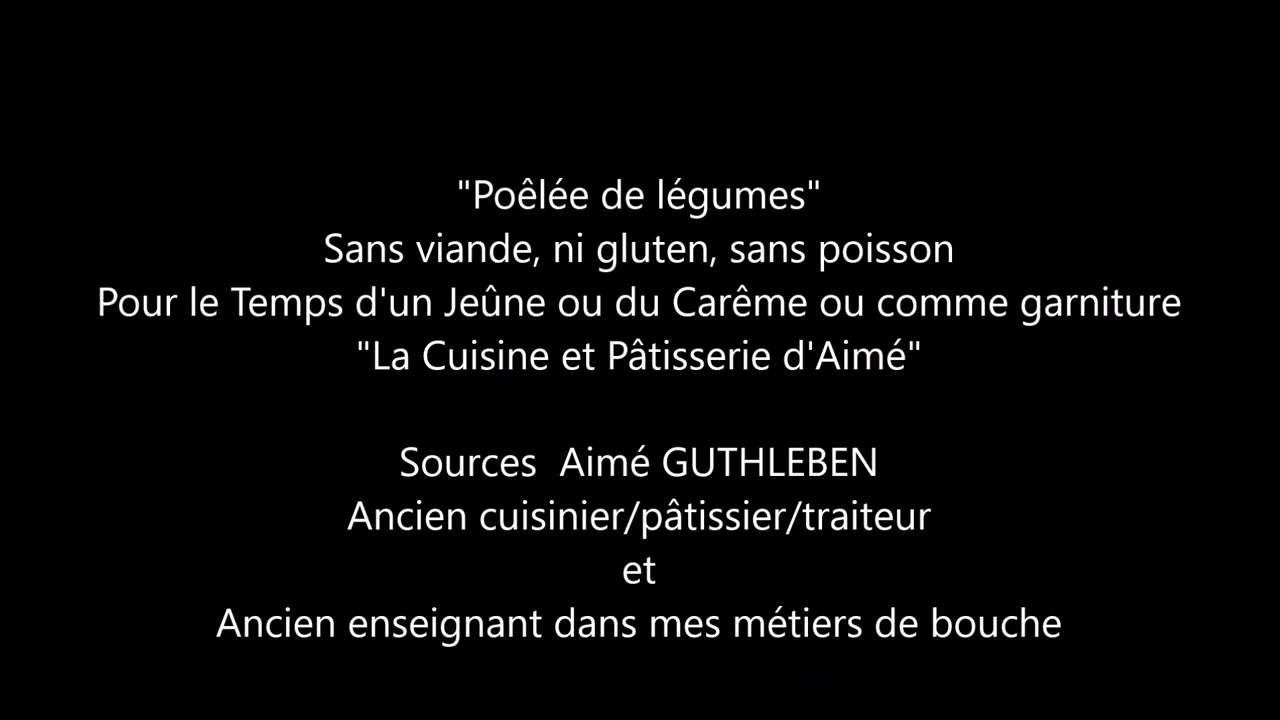 "Poêlée de légumes"
Sans viande, ni gluten, sans poisson
Pour le Temps d'un Jeûne ou du Carême ou comme garniture
"La Cuisine et Pâtisserie d'Aimé"
Sources  Aimé GUTHLEBEN
Ancien cuisinier/pâtissier/traiteur
et
Ancien enseignant dans mes métiers de bouche